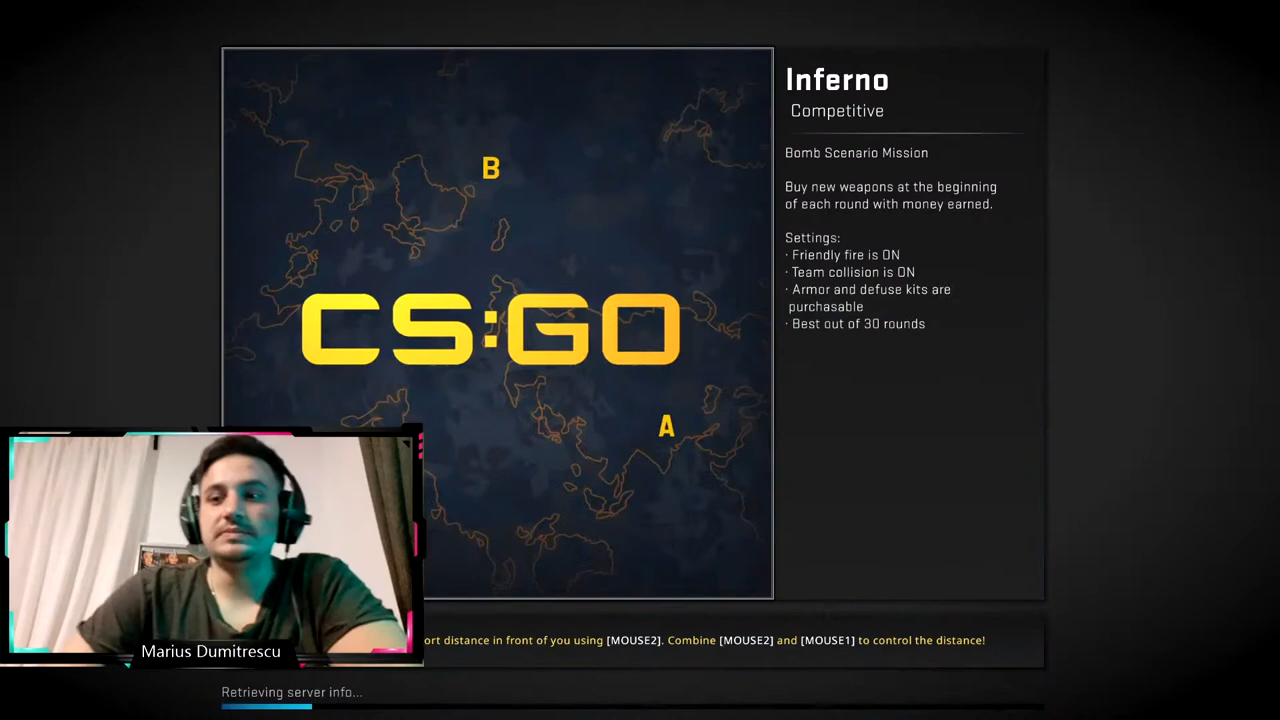 Inferno
Competitive
Bomb Scenario Mission
Buy new weapons at the beginning
of each round with money earned.
Settings:
· Friendly fire is ON
· Team collision is ON
· Armor and defuse kits are
purchasable
· Best out of 30 rounds
B
CS:GO
A
distance in front of you using [MOUSE2]. Combine [MOUSE2] and [MOUSE1] to control the distance!
Marius Dumitrescu
Retrieving server info...